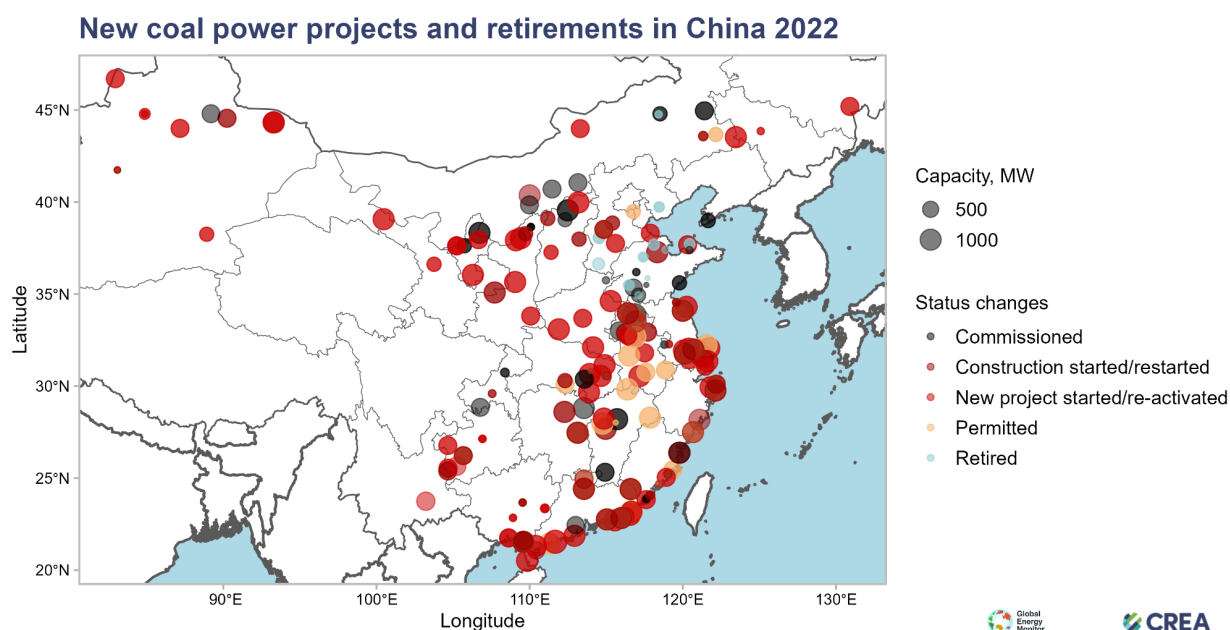 New coal power projects and retirements in China 2022
45°N
40°N
35°N
30°N
25°N
20°N
Latitude
90°E
100°E
110°E
120°E
130°E
Longitude
Capacity, MW
500
1000
Status changes
Commissioned
Construction started/restarted
New project started/re-activated
Permitted
Retired
Global
Energy
Monitor
CREA